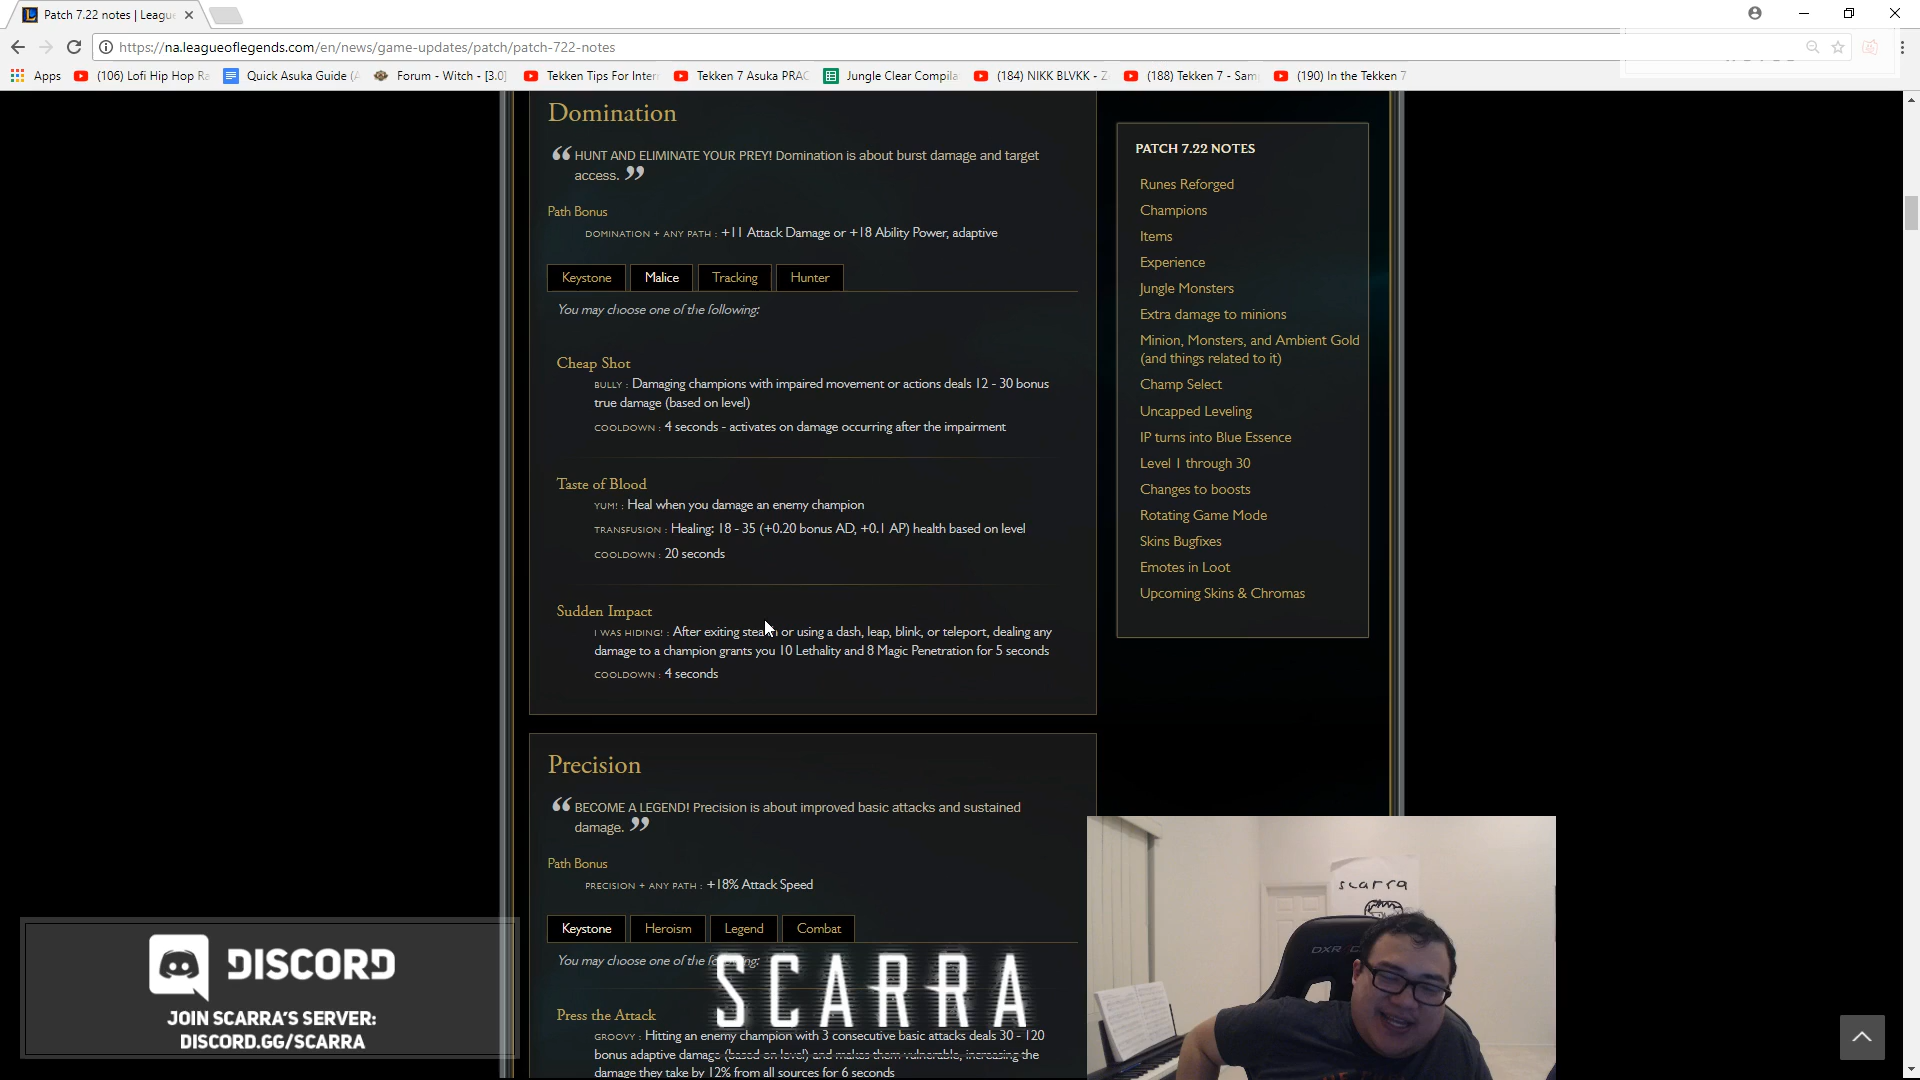 Patch 7.22 notes | Leagu
https://na.leagueoflegends.com/en/news/game-updates/patch/patch-722-notes
Apps (106) Lofi Hip Hop Ra Quick Asuka Guide (A Forum - Witch - [3.0] Tekken Tips For Inter Tekken 7 Asuka PRAC Jungle Clear Compila (184) NIKK BLVKK - Z (188) Tekken 7 - Sam (190) In the Tekken 7
Domination
“ HUNT AND ELIMINATE YOUR PREY! Domination is about burst damage and target
access. ”
Path Bonus
DOMINATION + ANY PATH : +11 Attack Damage or +18 Ability Power, adaptive
Keystone Malice Tracking Hunter
You may choose one of the following:
Cheap Shot
BULLY : Damaging champions with impaired movement or actions deals 12 - 30 bonus
true damage (based on level)
COOLDOWN : 4 seconds - activates on damage occurring after the impairment
Taste of Blood
YUM! : Heal when you damage an enemy champion
TRANSFUSION : Healing: 18 - 35 (+0.20 bonus AD, +0.1 AP) health based on level
COOLDOWN : 20 seconds
Sudden Impact
I WAS HIDING! : After exiting stealth or using a dash, leap, blink, or teleport, dealing any
damage to a champion grants you 10 Lethality and 8 Magic Penetration for 5 seconds
COOLDOWN : 4 seconds
Precision
“ BECOME A LEGEND! Precision is about improved basic attacks and sustained
damage. ”
Path Bonus
PRECISION + ANY PATH : +18% Attack Speed
Keystone Heroism Legend Combat
You may choose one of the following:
Press the Attack
GROOVY : Hitting an enemy champion with 3 consecutive basic attacks deals 30 - 120
bonus adaptive damage (based on level) and makes them vulnerable, increasing the
damage they take by 12% from all sources for 6 seconds
PATCH 7.22 NOTES
Runes Reforged
Champions
Items
Experience
Jungle Monsters
Extra damage to minions
Minion, Monsters, and Ambient Gold
(and things related to it)
Champ Select
Uncapped Leveling
IP turns into Blue Essence
Level 1 through 30
Changes to boosts
Rotating Game Mode
Skins Bugfixes
Emotes in Loot
Upcoming Skins & Chromas
DISCORD
JOIN SCARRA'S SERVER:
DISCORD.GG/SCARRA
SCARRA
scarra